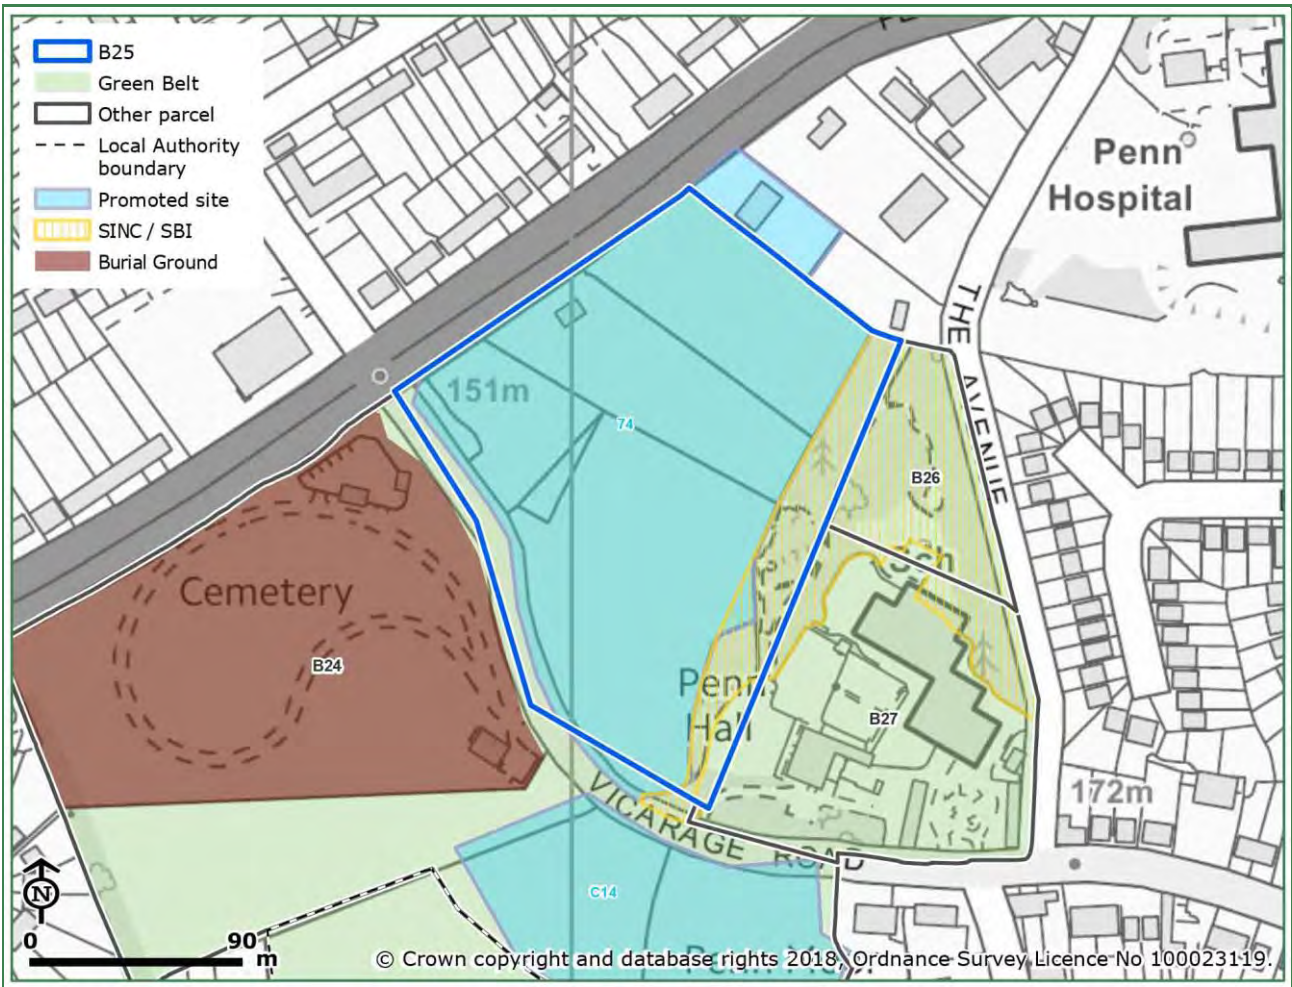 B25
Green Belt
Other parcel
Local Authority
boundary
Promoted site
SINC / SBI
Burial Ground
Penn
Hospital
THE AVENUE
151m
74
B26
Sch
Cemetery
B24
Penn
Hall
B27
172m
VICARAGE ROAD
C14
N
0 90
m
© Crown copyright and database rights 2018, Ordnance Survey Licence No 100023119.